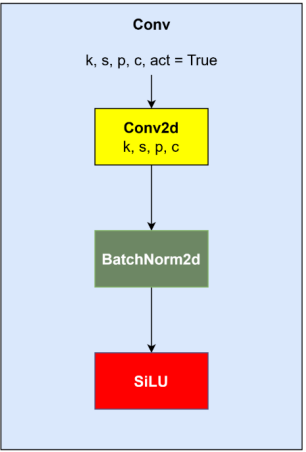 Conv
k, s, p, c, act = True
Conv2d
k, s, p, c
BatchNorm2d
SiLU